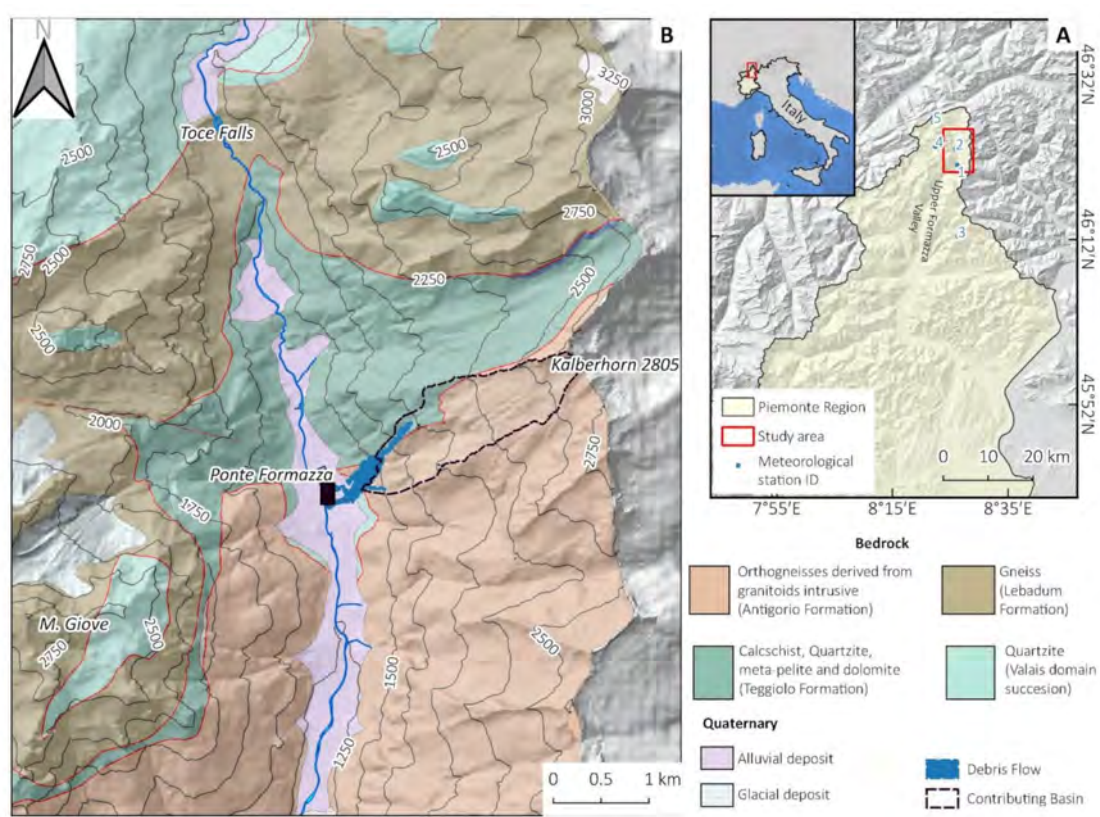 N
B
3250
3000
Toce Falls
2500
2500
2750
2750
2500
2250
2500
2500
Kalberhorn 2805
2000
2750
Ponte Formazza
1750
M. Giove
2500
2750
2500
1500
1250
0 0.5 1 km
A
46°32'N
Italy
5
4
2
1
Upper Formazza
Valley
3
46°12'N
45°52'N
Piemonte Region
Study area
Meteorological
station ID
0 10 20 km
7°55'E
8°15'E
8°35'E
Bedrock
Orthogneisses derived from
granitoids intrusive
(Antigorio Formation)
Gneiss
(Lebadum
Formation)
Calcschist, Quartzite,
meta-pelite and dolomite
(Teggiolo Formation)
Quartzite
(Valais domain
succesion)
Quaternary
Alluvial deposit
Debris Flow
Glacial deposit
Contributing Basin